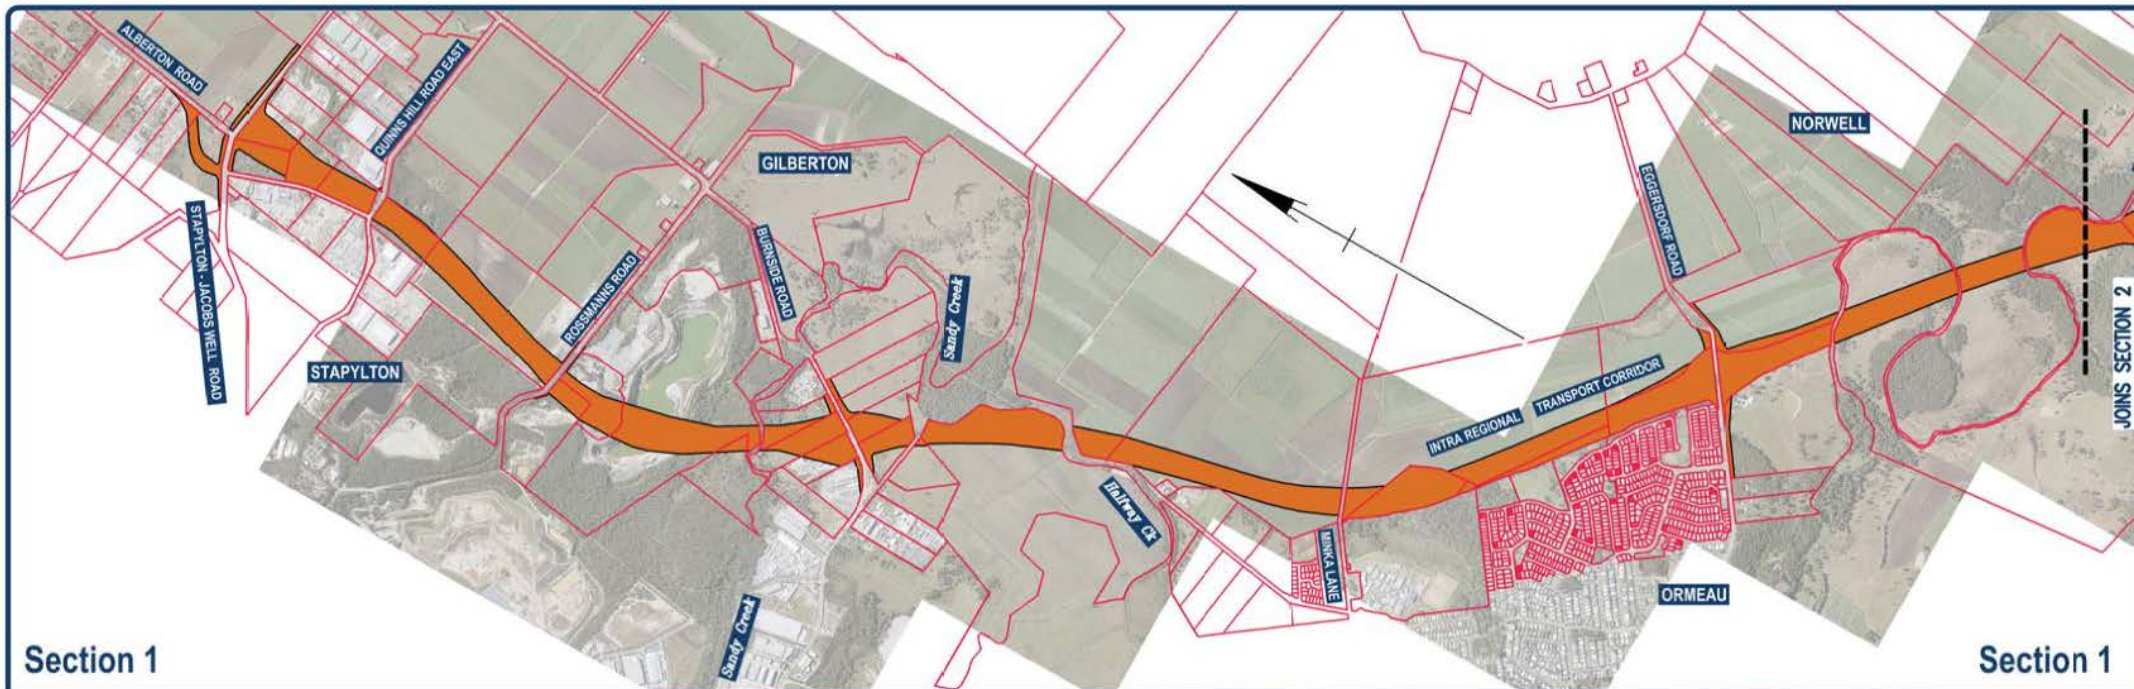 ALBERTON ROAD
QUINNS HILL ROAD EAST
STAPYLTON - JACOBS WELL ROAD
STAPYLTON
ROSSMANNS ROAD
GILBERTON
BURNSIDE ROAD
Sandy Creek
Sandy Creek
Halfway Ck
MINKA LANE
INTRA REGIONAL TRANSPORT CORRIDOR
EGGERSDORF ROAD
NORWELL
ORMEAU
JOINS SECTION 2
Section 1
Section 1